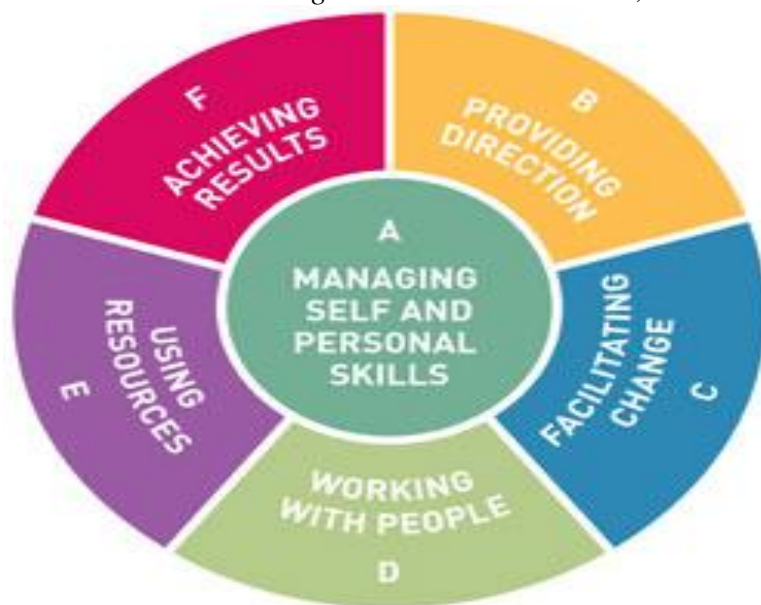 A
MANAGING
SELF AND
PERSONAL
SKILLS
B
PROVIDING
DIRECTION
FACILITATING
CHANGE
C
WORKING
WITH PEOPLE
D
USING
RESOURCES
E
F
ACHIEVING
RESULTS